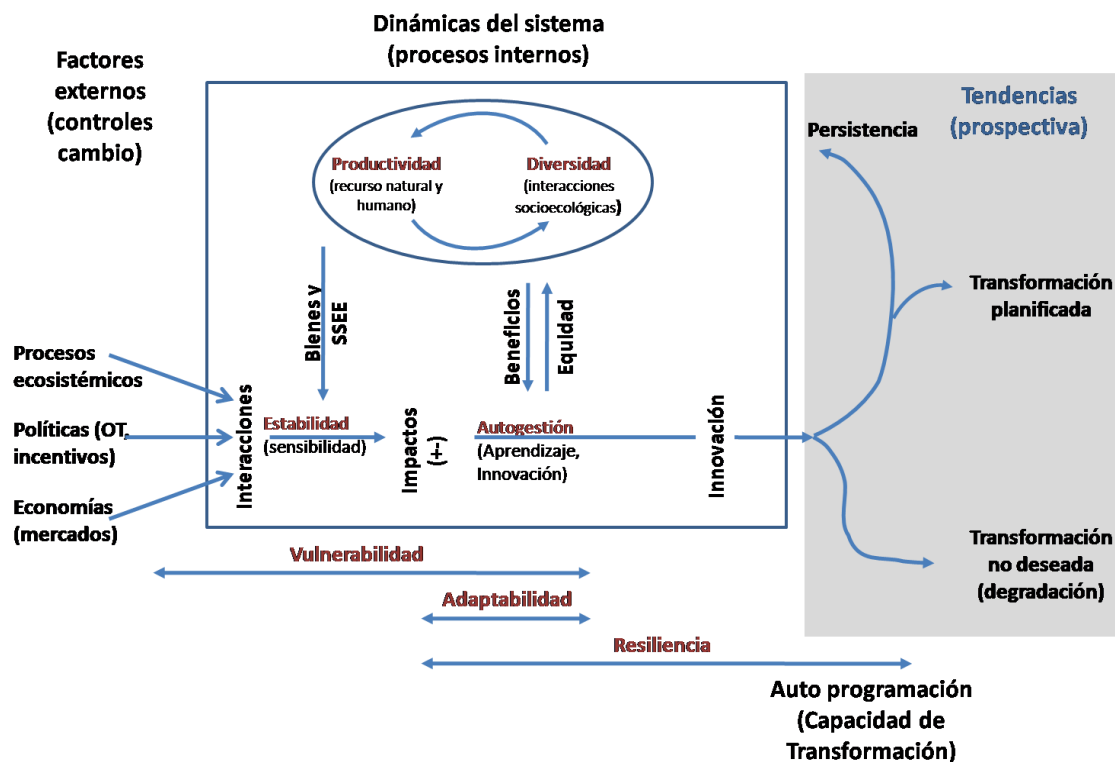 Dinámicas del sistema
(procesos internos)
Factores
externos
(controles
cambio)
Tendencias
(prospectiva)
Persistencia
Productividad
(recurso natural y
humano)
Diversidad
(interacciones
socioecológicas)
Transformación
planificada
Bienes y
SSEE
Beneficios
Equidad
Procesos
ecosistémicos
Políticas (OT,
incentivos)
Economías
(mercados)
Interacciones
Estabilidad
(sensibilidad)
Impactos
(+-)
Autogestión
(Aprendizaje,
Innovación)
Innovación
Transformación
no deseada
(degradación)
Vulnerabilidad
Adaptabilidad
Resiliencia
Auto programación
(Capacidad de
Transformación)